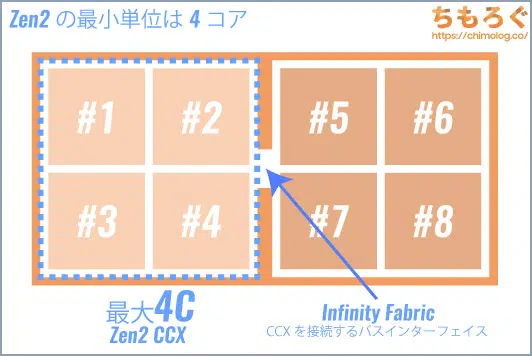 Zen2 の最小単位は 4 コア
ちもろぐ
https://chimolog.co/
#1 #2 #5 #6
#3 #4 #7 #8
最大4C
Zen2 CCX
Infinity Fabric
CCX を接続するバスインターフェイス